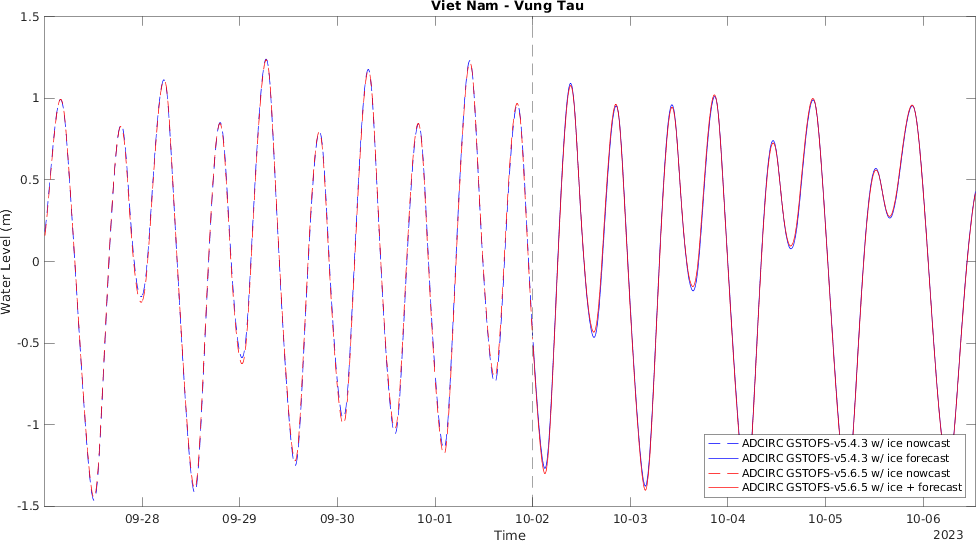 Viet Nam - Vung Tau
1.5
1
0.5
0
-0.5
-1
-1.5
Water Level (m)
09-28
09-29
09-30
10-01
10-02
10-03
10-04
10-05
10-06
Time
2023
ADCIRC GSTOFS-v5.4.3 w/ ice nowcast
ADCIRC GSTOFS-v5.4.3 w/ ice forecast
ADCIRC GSTOFS-v5.6.5 w/ ice nowcast
ADCIRC GSTOFS-v5.6.5 w/ ice + forecast